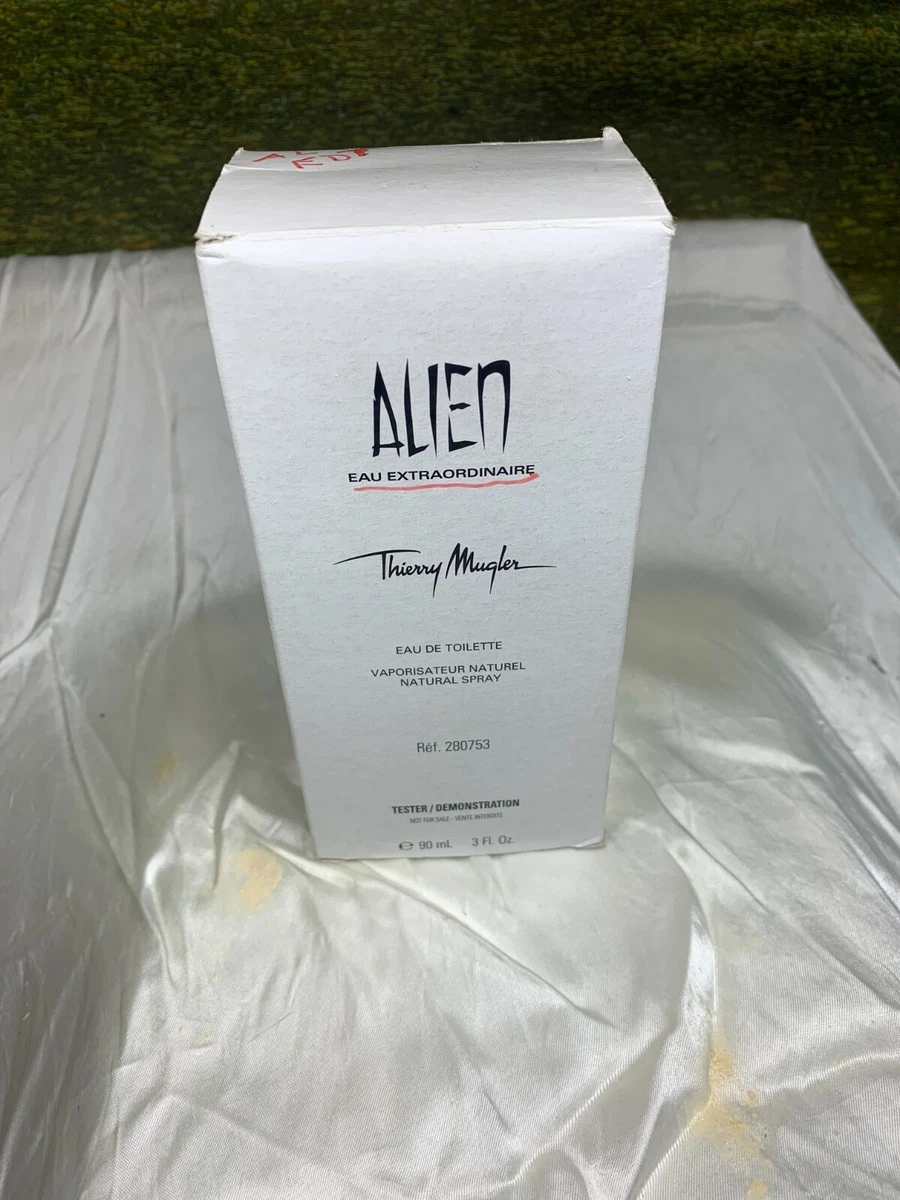 ALIEN
EAU EXTRAORDINAIRE
Thierry Mugler
EAU DE TOILETTE
VAPORISATEUR NATUREL
NATURAL SPRAY
Réf. 280753
TESTER / DEMONSTRATION
NOT FOR SALE - VENTE INTERDITE
℮ 90 mL 3 Fl. Oz.